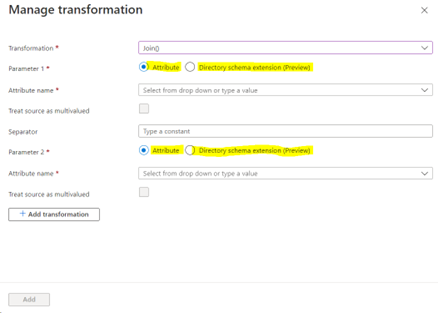 Manage transformation
Transformation *
Join()
Parameter 1 *
Attribute
Directory schema extension (Preview)
Attribute name *
Select from drop down or type a value
Treat source as multivalued
Separator
Type a constant
Parameter 2 *
Attribute
Directory schema extension (Preview)
Attribute name *
Select from drop down or type a value
Treat source as multivalued
+ Add transformation
Add